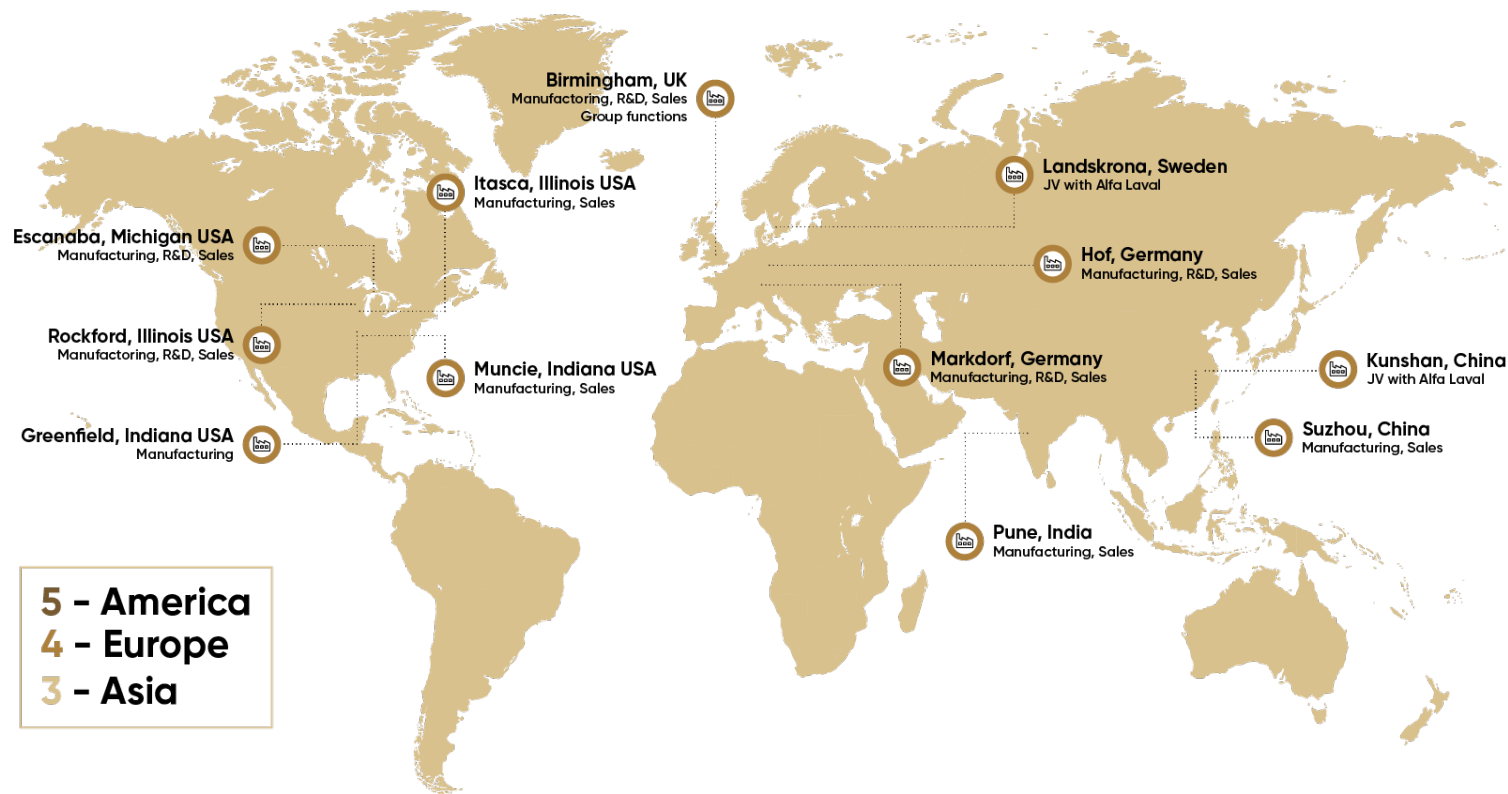 Birmingham, UK
Manufactoring, R&D, Sales
Group functions
Landskrona, Sweden
JV with Alfa Laval
Itasca, Illinois USA
Manufacturing, Sales
Escanaba, Michigan USA
Manufacturing, R&D, Sales
Hof, Germany
Manufacturing, R&D, Sales
Rockford, Illinois USA
Manufactoring, R&D, Sales
Muncie, Indiana USA
Manufacturing, Sales
Markdorf, Germany
Manufacturing, R&D, Sales
Kunshan, China
JV with Alfa Laval
Greenfield, Indiana USA
Manufacturing
Suzhou, China
Manufacturing, Sales
Pune, India
Manufacturing, Sales
5 - America
4 - Europe
3 - Asia